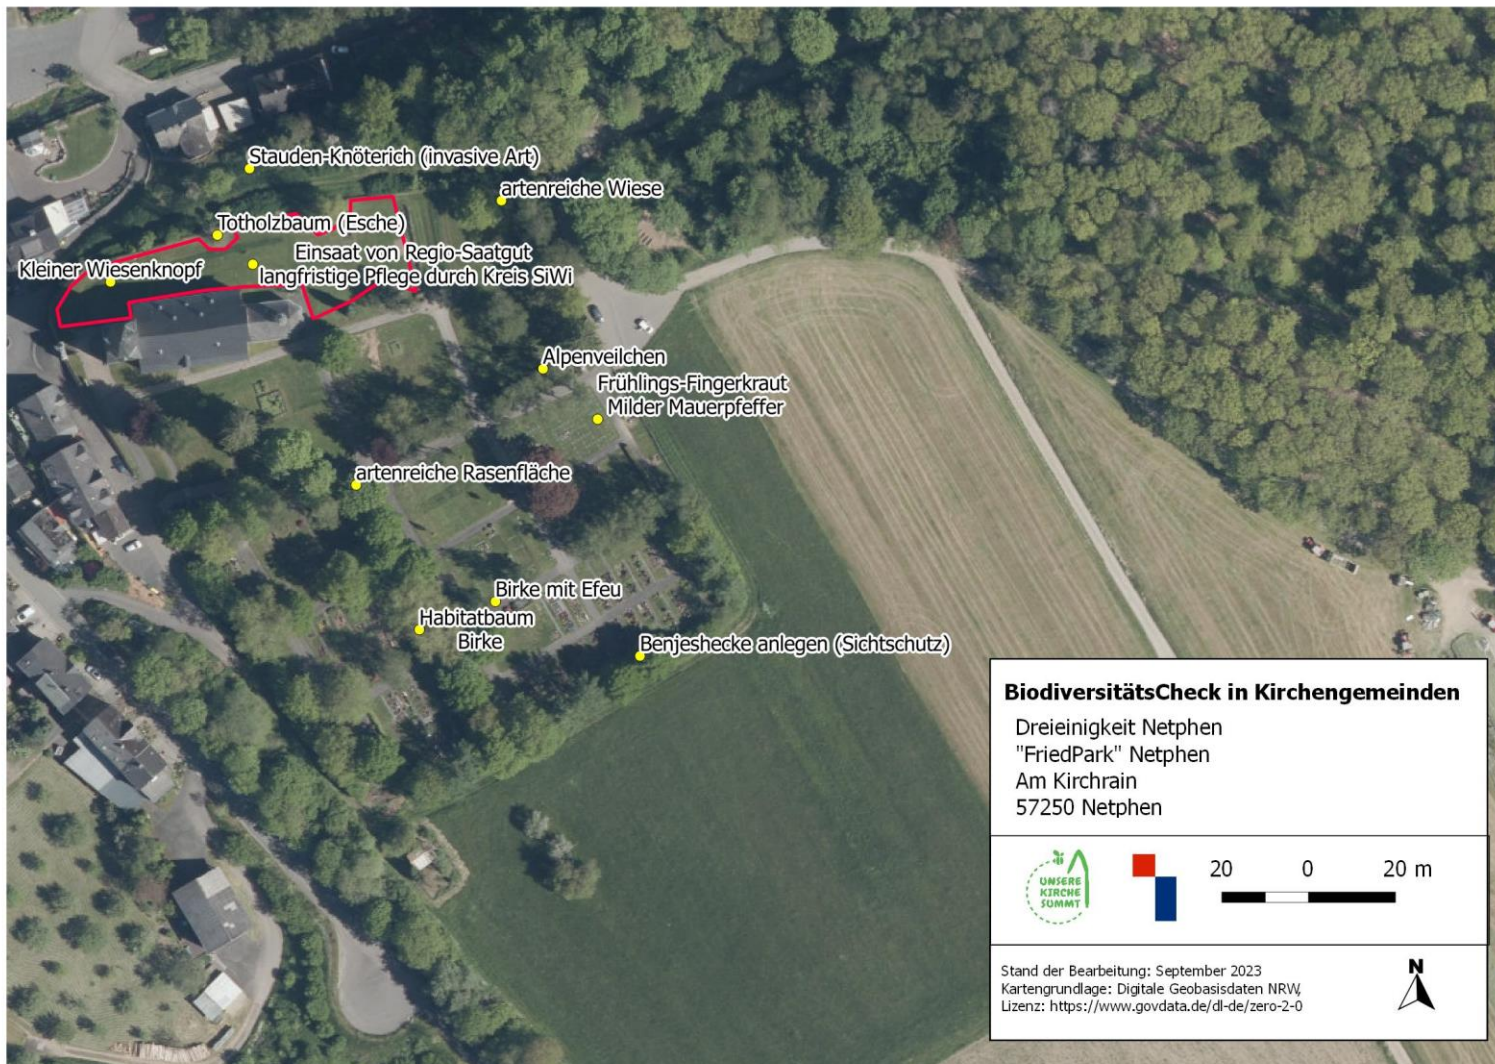 Stauden-Knöterich (invasive Art)
artenreiche Wiese
Totholzbaum (Esche)
Einsaat von Regio-Saatgut
langfristige Pflege durch Kreis SiWi
Kleiner Wiesenknopf
Alpenveilchen
Frühlings-Fingerkraut
Milder Mauerpfeffer
artenreiche Rasenfläche
Birke mit Efeu
Habitatbaum
Birke
Benjeshecke anlegen (Sichtschutz)
BiodiversitätsCheck in Kirchengemeinden
Dreieinigkeit Netphen
"FriedPark" Netphen
Am Kirchrain
57250 Netphen
UNSERE
KIRCHE
SUMMT
20 0 20 m
Stand der Bearbeitung: September 2023
Kartengrundlage: Digitale Geobasisdaten NRW,
Lizenz: https://www.govdata.de/dl-de/zero-2-0
N